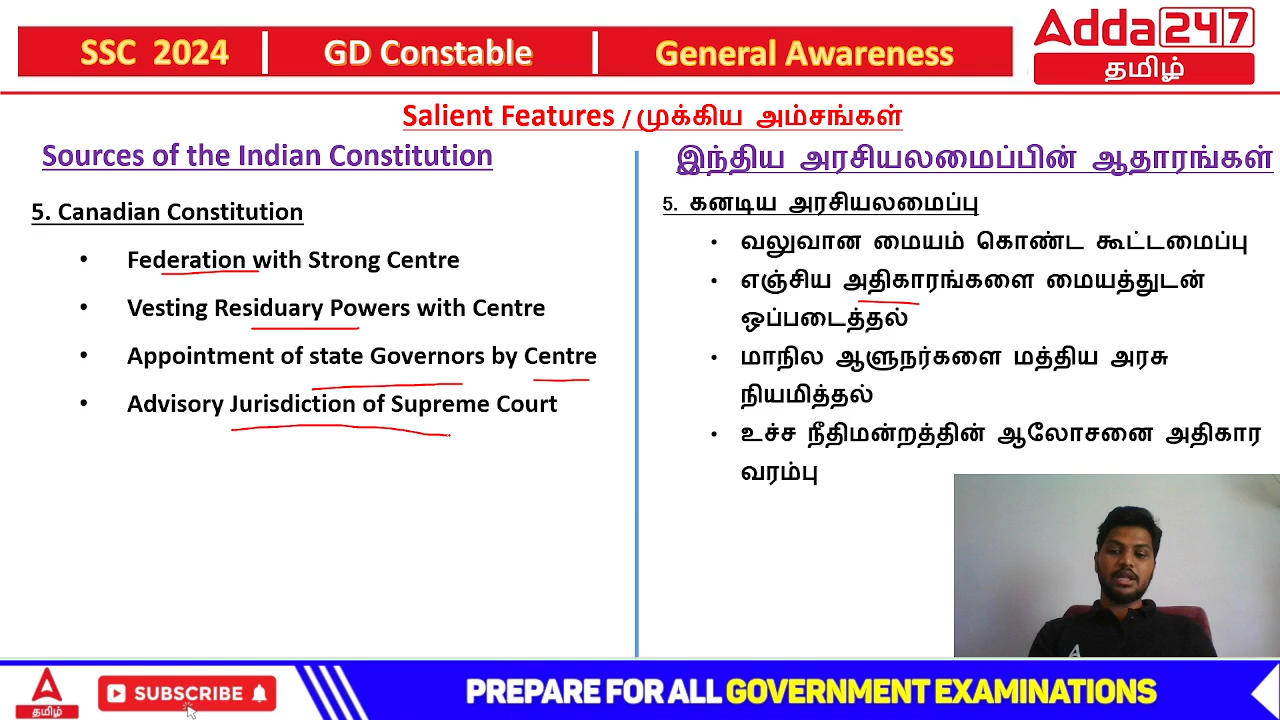 SSC 2024
GD Constable
General Awareness
Adda247
தமிழ்
Salient Features / முக்கிய அம்சங்கள்
Sources of the Indian Constitution
5. Canadian Constitution
• Federation with Strong Centre
• Vesting Residuary Powers with Centre
• Appointment of state Governors by Centre
• Advisory Jurisdiction of Supreme Court
இந்திய அரசியலமைப்பின் ஆதாரங்கள்
5. கனடிய அரசியலமைப்பு
• வலுவான மையம் கொண்ட கூட்டமைப்பு
• எஞ்சிய அதிகாரங்களை மையத்துடன்
ஒப்படைத்தல்
• மாநில ஆளுநர்களை மத்திய அரசு
நியமித்தல்
• உச்ச நீதிமன்றத்தின் ஆலோசனை அதிகார
வரம்பு
தமிழ்
SUBSCRIBE
PREPARE FOR ALL GOVERNMENT EXAMINATIONS